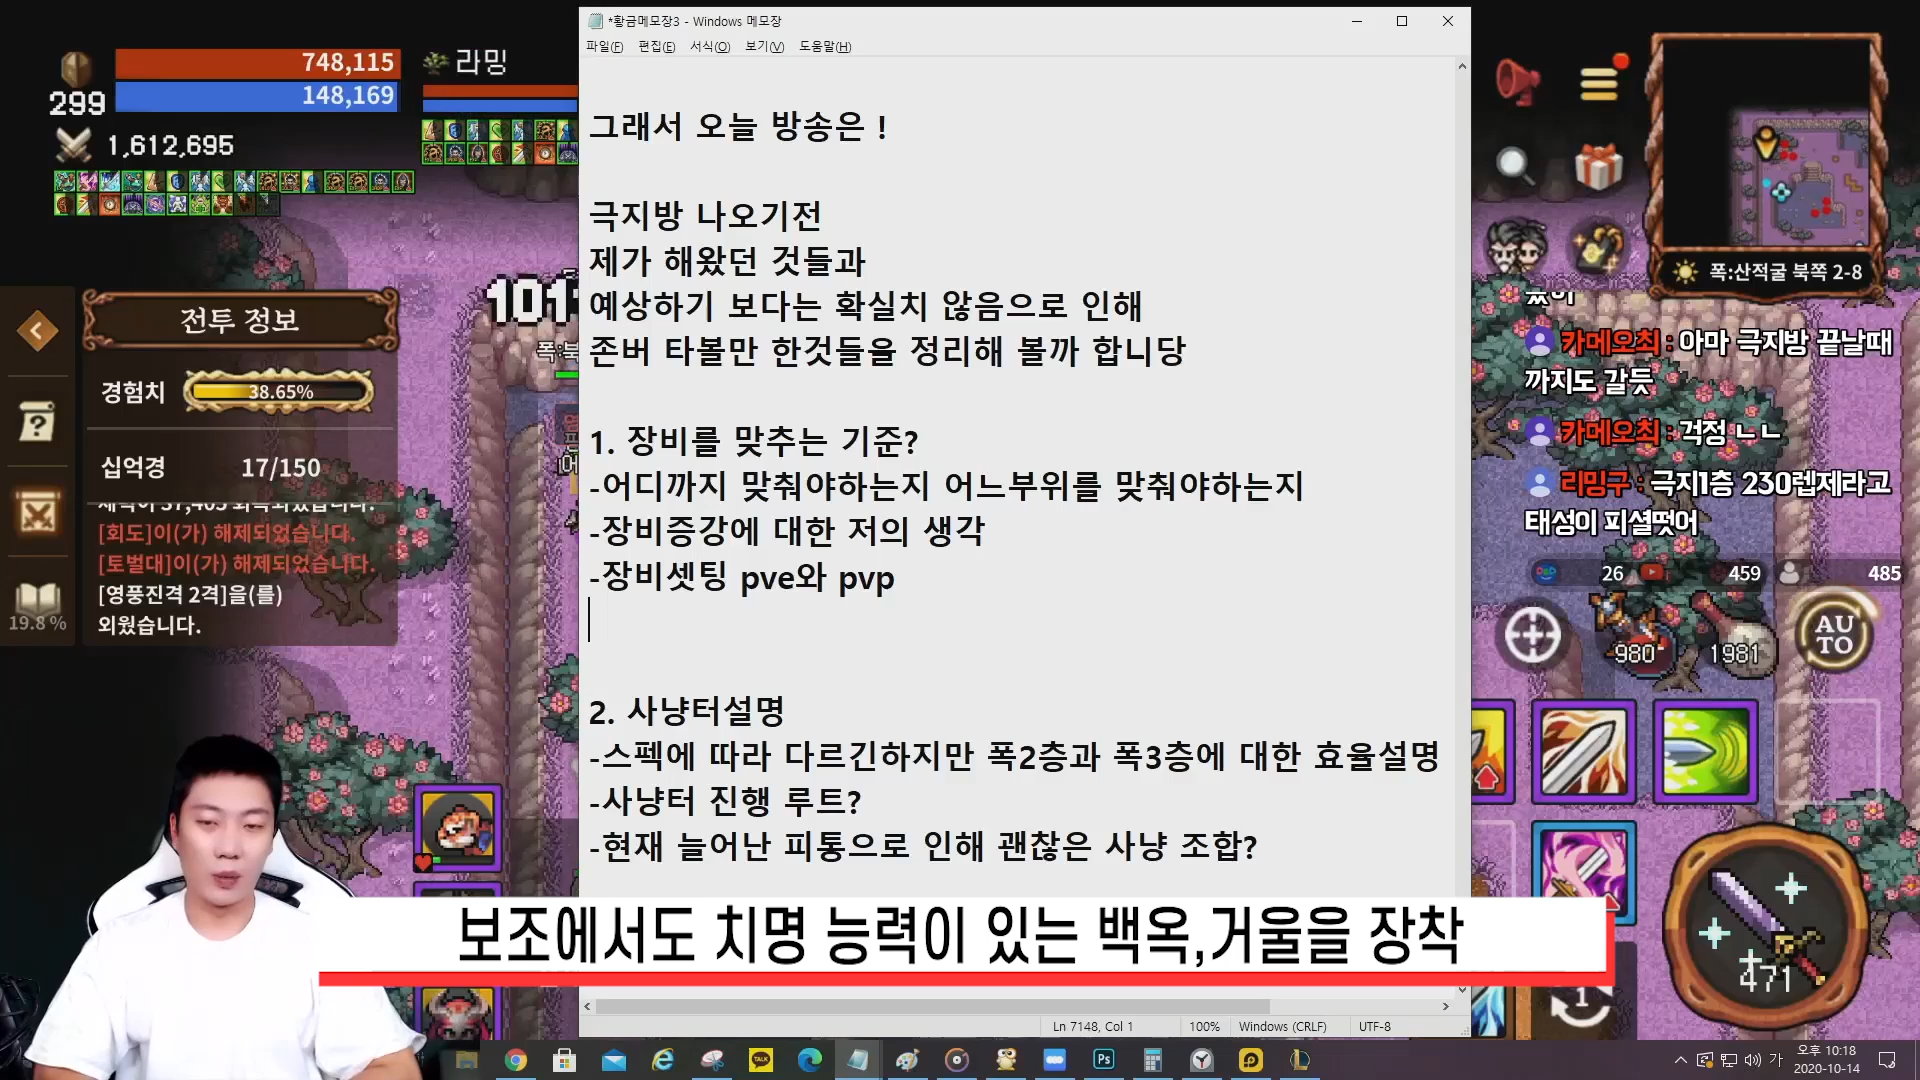 *황금메모장3 - Windows 메모장
파일(F) 편집(E) 서식(O) 보기(V) 도움말(H)
748,115
299
148,169
1,612,695
라밍
그래서 오늘 방송은 !
극지방 나오기전
제가 해왔던 것들과
예상하기 보다는 확실치 않음으로 인해
존버 타볼만 한것들을 정리해 볼까 합니당
1. 장비를 맞추는 기준?
-어디까지 맞춰야하는지 어느부위를 맞춰야하는지
-장비증강에 대한 저의 생각
-장비셋팅 pve와 pvp
2. 사냥터설명
-스펙에 따라 다르긴하지만 폭2층과 폭3층에 대한 효율설명
-사냥터 진행 루트?
-현재 늘어난 피통으로 인해 괜찮은 사냥 조합?
전투 정보
경험치 38.65%
십억경 17/150
[회도]이(가) 해제되었습니다.
[토벌대]이(가) 해제되었습니다.
[영풍진격 2격]을(를)
외웠습니다.
19.8%
폭:산적굴 북쪽 2-8
카메오최 : 아마 극지방 끝날때
까지도 갈듯
카메오최 : 걱정 ㄴㄴ
리밍구 : 극지1층 230렙제라고
태성이 피셜떳어
26 459 485
980 1981
AU
TO
471
1
보조에서도 치명 능력이 있는 백옥,거울을 장착
Ln 7148, Col 1 100% Windows (CRLF) UTF-8
TALK
Ps
가
오후 10:18
2020-10-14